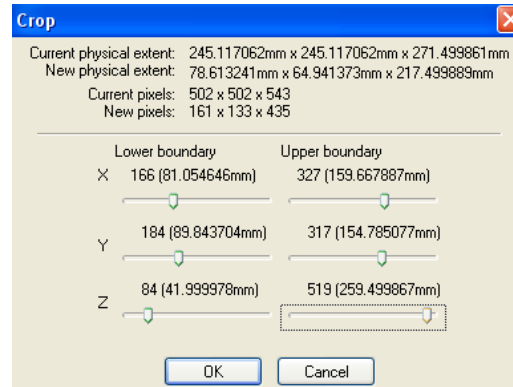 Crop
Current physical extent: 245.117062mm x 245.117062mm x 271.499861mm
New physical extent: 78.613241mm x 64.941373mm x 217.499889mm
Current pixels: 502 x 502 x 543
New pixels: 161 x 133 x 435
Lower boundary Upper boundary
X 166 (81.054646mm) 327 (159.667887mm)
Y 184 (89.843704mm) 317 (154.785077mm)
Z 84 (41.999978mm) 519 (259.499867mm)
OK Cancel